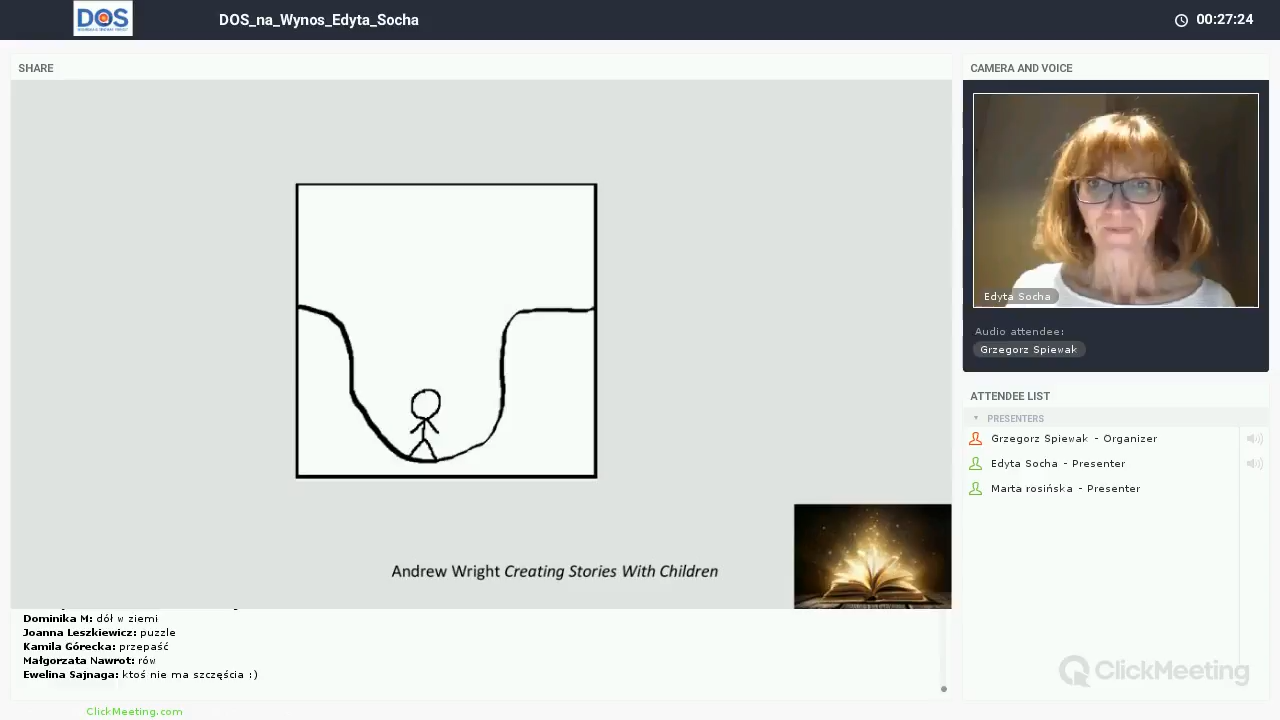 DOS
DOS_na_Wynos_Edyta_Socha
00:27:24
SHARE
Andrew Wright Creating Stories With Children
Dominika M: dół w ziemi
Joanna Leszkiewicz: puzzle
Kamila Górecka: przepaść
Małgorzata Nawrot: rów
Ewelina Sajnaga: ktoś nie ma szczęścia :)
ClickMeeting.com
CAMERA AND VOICE
Edyta Socha
Audio attendee:
Grzegorz Spiewak
ATTENDEE LIST
PRESENTERS
Grzegorz Spiewak - Organizer
Edyta Socha - Presenter
Marta rosińska - Presenter
ClickMeeting